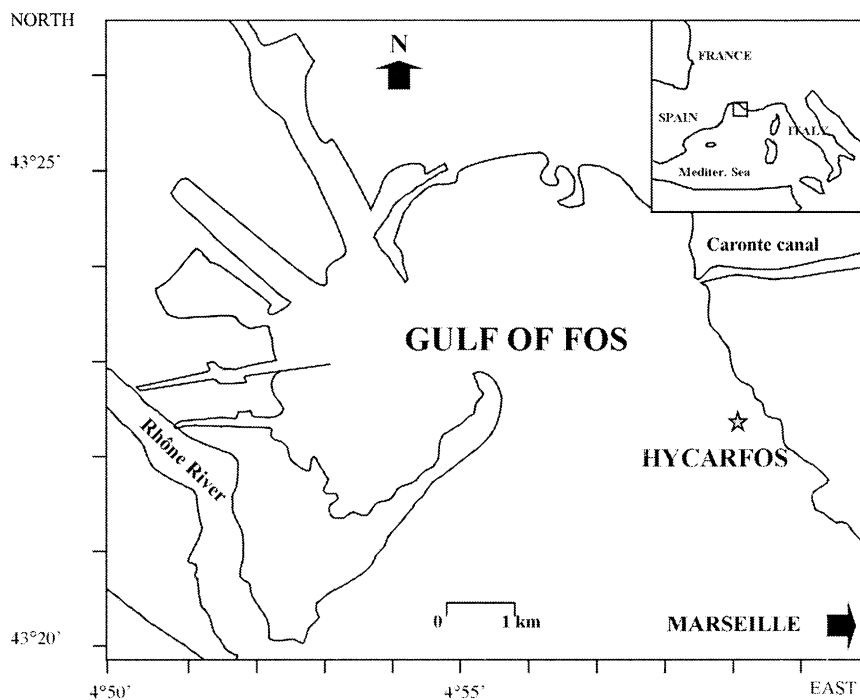 NORTH
N
FRANCE
SPAIN
ITALY
Mediter. Sea
43°25`
Caronte canal
GULF OF FOS
HYCARFOS
Rhône River
0 1 km
MARSEILLE
43°20`
4°50` 4°55` EAST